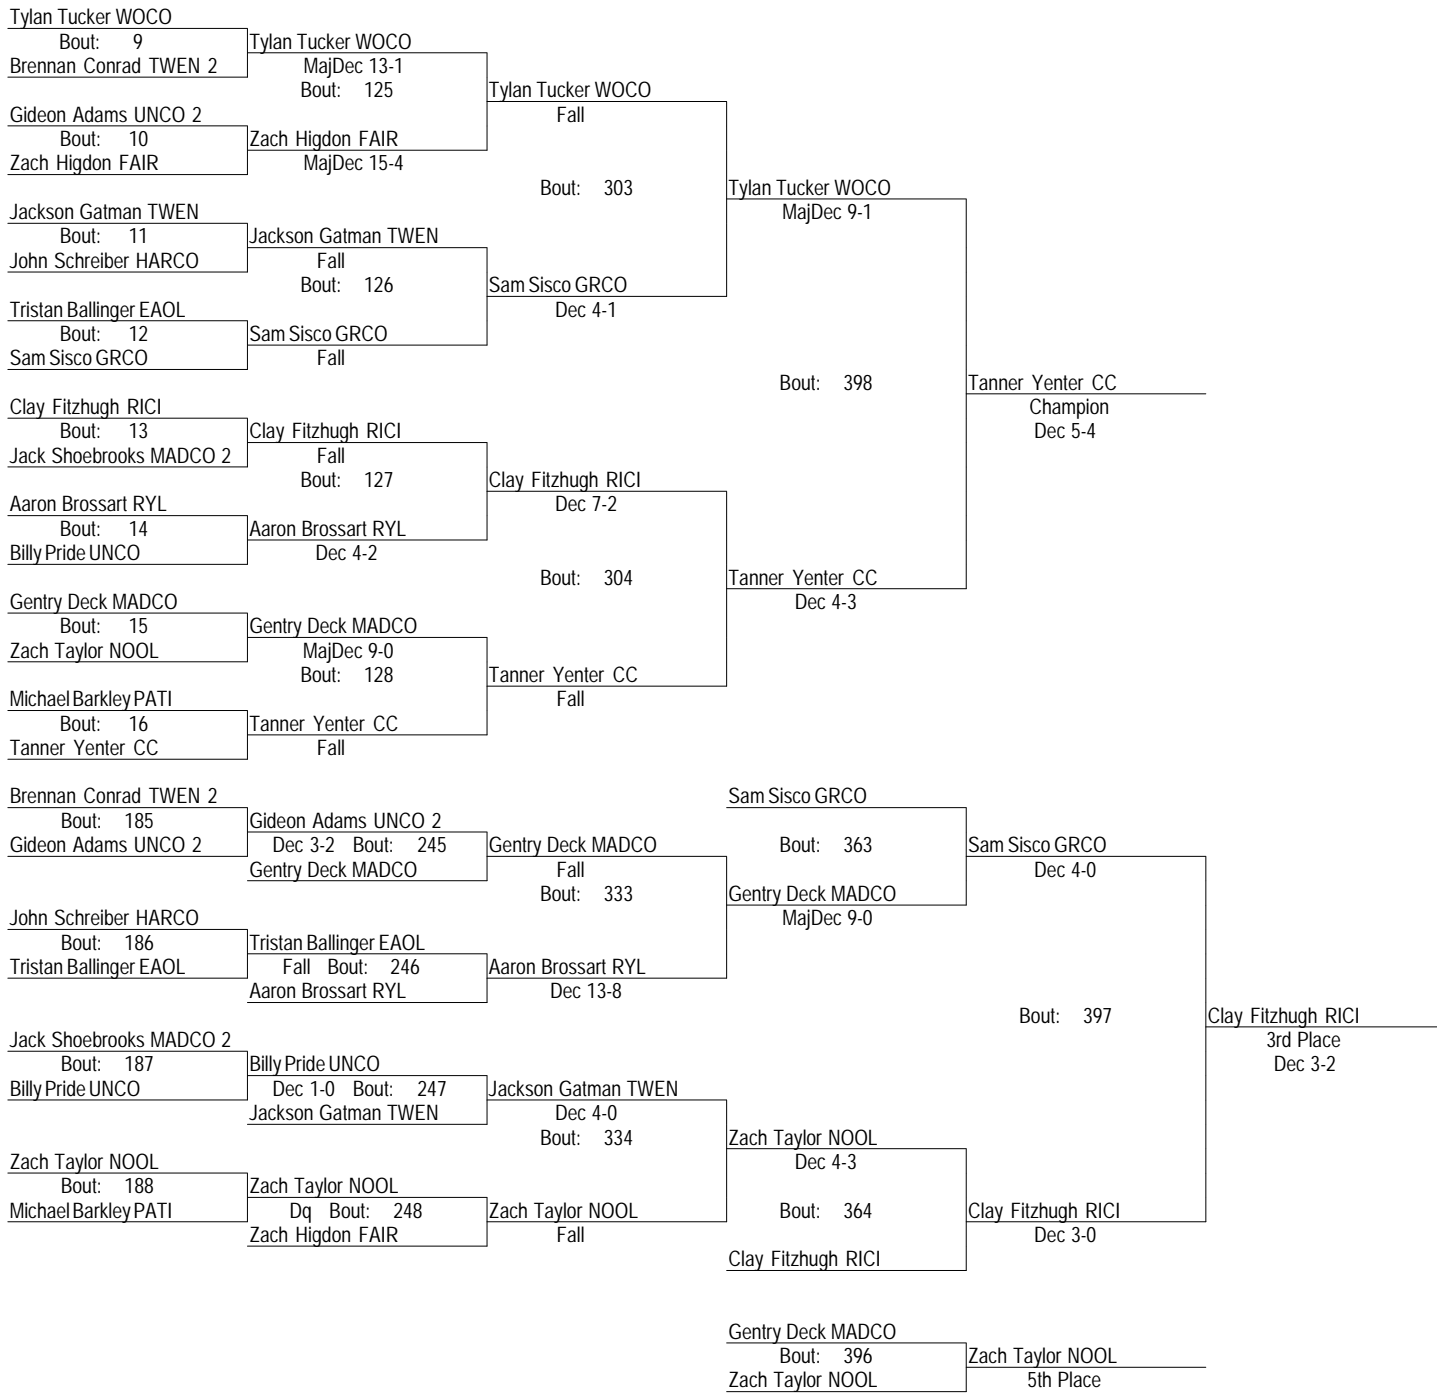 Tylan Tucker WOCO
Bout: 9
Tylan Tucker WOCO
Brennan Conrad TWEN 2
MajDec 13-1
Bout: 125
Tylan Tucker WOCO
Gideon Adams UNCO 2
Fall
Bout: 10
Zach Higdon FAIR
Zach Higdon FAIR
MajDec 15-4
Bout: 303
Tylan Tucker WOCO
Jackson Gatman TWEN
MajDec 9-1
Bout: 11
Jackson Gatman TWEN
John Schreiber HARCO
Fall
Bout: 126
Sam Sisco GRCO
Tristan Ballinger EAOL
Dec 4-1
Bout: 12
Sam Sisco GRCO
Sam Sisco GRCO
Fall
Bout: 398
Tanner Yenter CC
Clay Fitzhugh RICI
Champion
Bout: 13
Clay Fitzhugh RICI
Dec 5-4
Jack Shoebrooks MADCO 2
Fall
Bout: 127
Clay Fitzhugh RICI
Aaron Brossart RYL
Dec 7-2
Bout: 14
Aaron Brossart RYL
Billy Pride UNCO
Dec 4-2
Bout: 304
Tanner Yenter CC
Gentry Deck MADCO
Dec 4-3
Bout: 15
Gentry Deck MADCO
Zach Taylor NOOL
MajDec 9-0
Bout: 128
Tanner Yenter CC
Michael Barkley PATI
Fall
Bout: 16
Tanner Yenter CC
Tanner Yenter CC
Fall
Brennan Conrad TWEN 2
Sam Sisco GRCO
Bout: 185
Gideon Adams UNCO 2
Gideon Adams UNCO 2
Dec 3-2 Bout: 245
Gentry Deck MADCO
Bout: 363
Sam Sisco GRCO
Gentry Deck MADCO
Fall
Dec 4-0
Bout: 333
Gentry Deck MADCO
John Schreiber HARCO
MajDec 9-0
Bout: 186
Tristan Ballinger EAOL
Tristan Ballinger EAOL
Fall Bout: 246
Aaron Brossart RYL
Aaron Brossart RYL
Dec 13-8
Bout: 397
Clay Fitzhugh RICI
Jack Shoebrooks MADCO 2
3rd Place
Bout: 187
Billy Pride UNCO
Dec 3-2
Billy Pride UNCO
Dec 1-0 Bout: 247
Jackson Gatman TWEN
Jackson Gatman TWEN
Dec 4-0
Bout: 334
Zach Taylor NOOL
Zach Taylor NOOL
Dec 4-3
Bout: 188
Zach Taylor NOOL
Michael Barkley PATI
Dq Bout: 248
Zach Taylor NOOL
Bout: 364
Clay Fitzhugh RICI
Zach Higdon FAIR
Fall
Dec 3-0
Clay Fitzhugh RICI
Gentry Deck MADCO
Bout: 396
Zach Taylor NOOL
Zach Taylor NOOL
5th Place